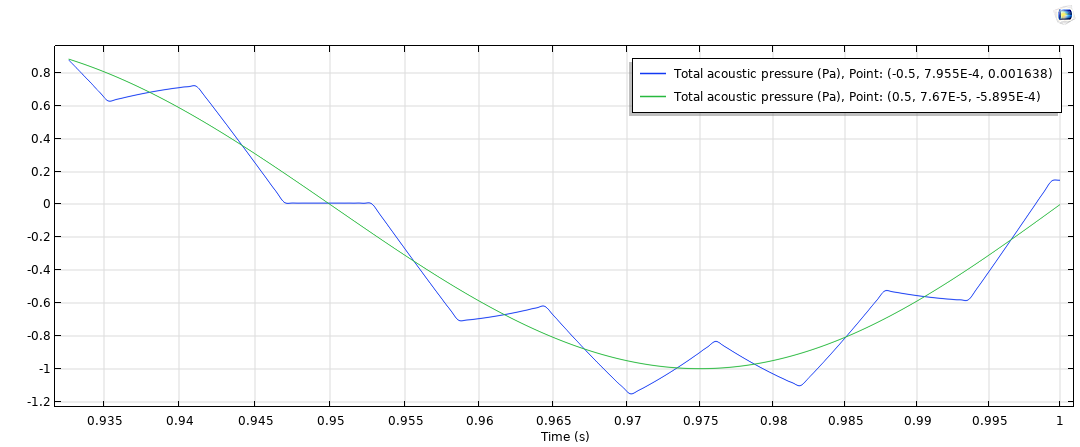 Total acoustic pressure (Pa), Point: (-0.5, 7.955E-4, 0.001638)
Total acoustic pressure (Pa), Point: (0.5, 7.67E-5, -5.895E-4)
0.8
0.6
0.4
0.2
0
-0.2
-0.4
-0.6
-0.8
-1
-1.2
0.935 0.94 0.945 0.95 0.955 0.96 0.965 0.97 0.975 0.98 0.985 0.99 0.995 1
Time (s)